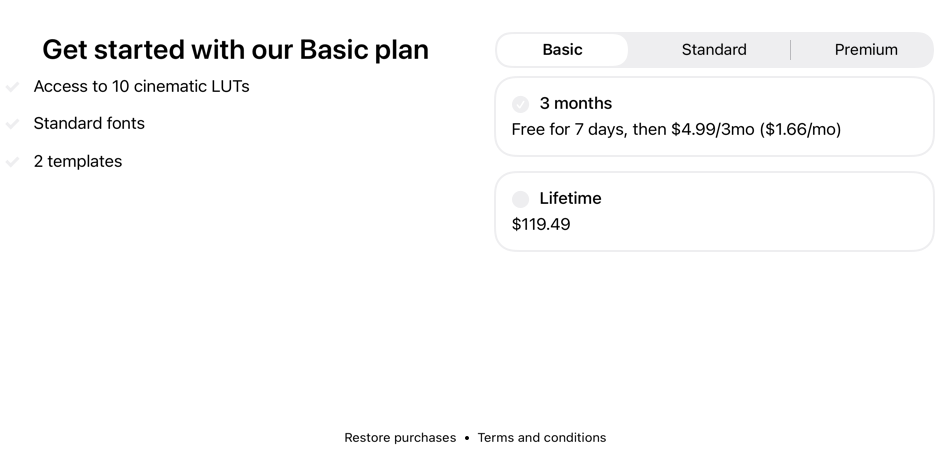 Get started with our Basic plan
Access to 10 cinematic LUTs
Standard fonts
2 templates
Basic
Standard
Premium
3 months
Free for 7 days, then $4.99/3mo ($1.66/mo)
Lifetime
$119.49
Restore purchases • Terms and conditions